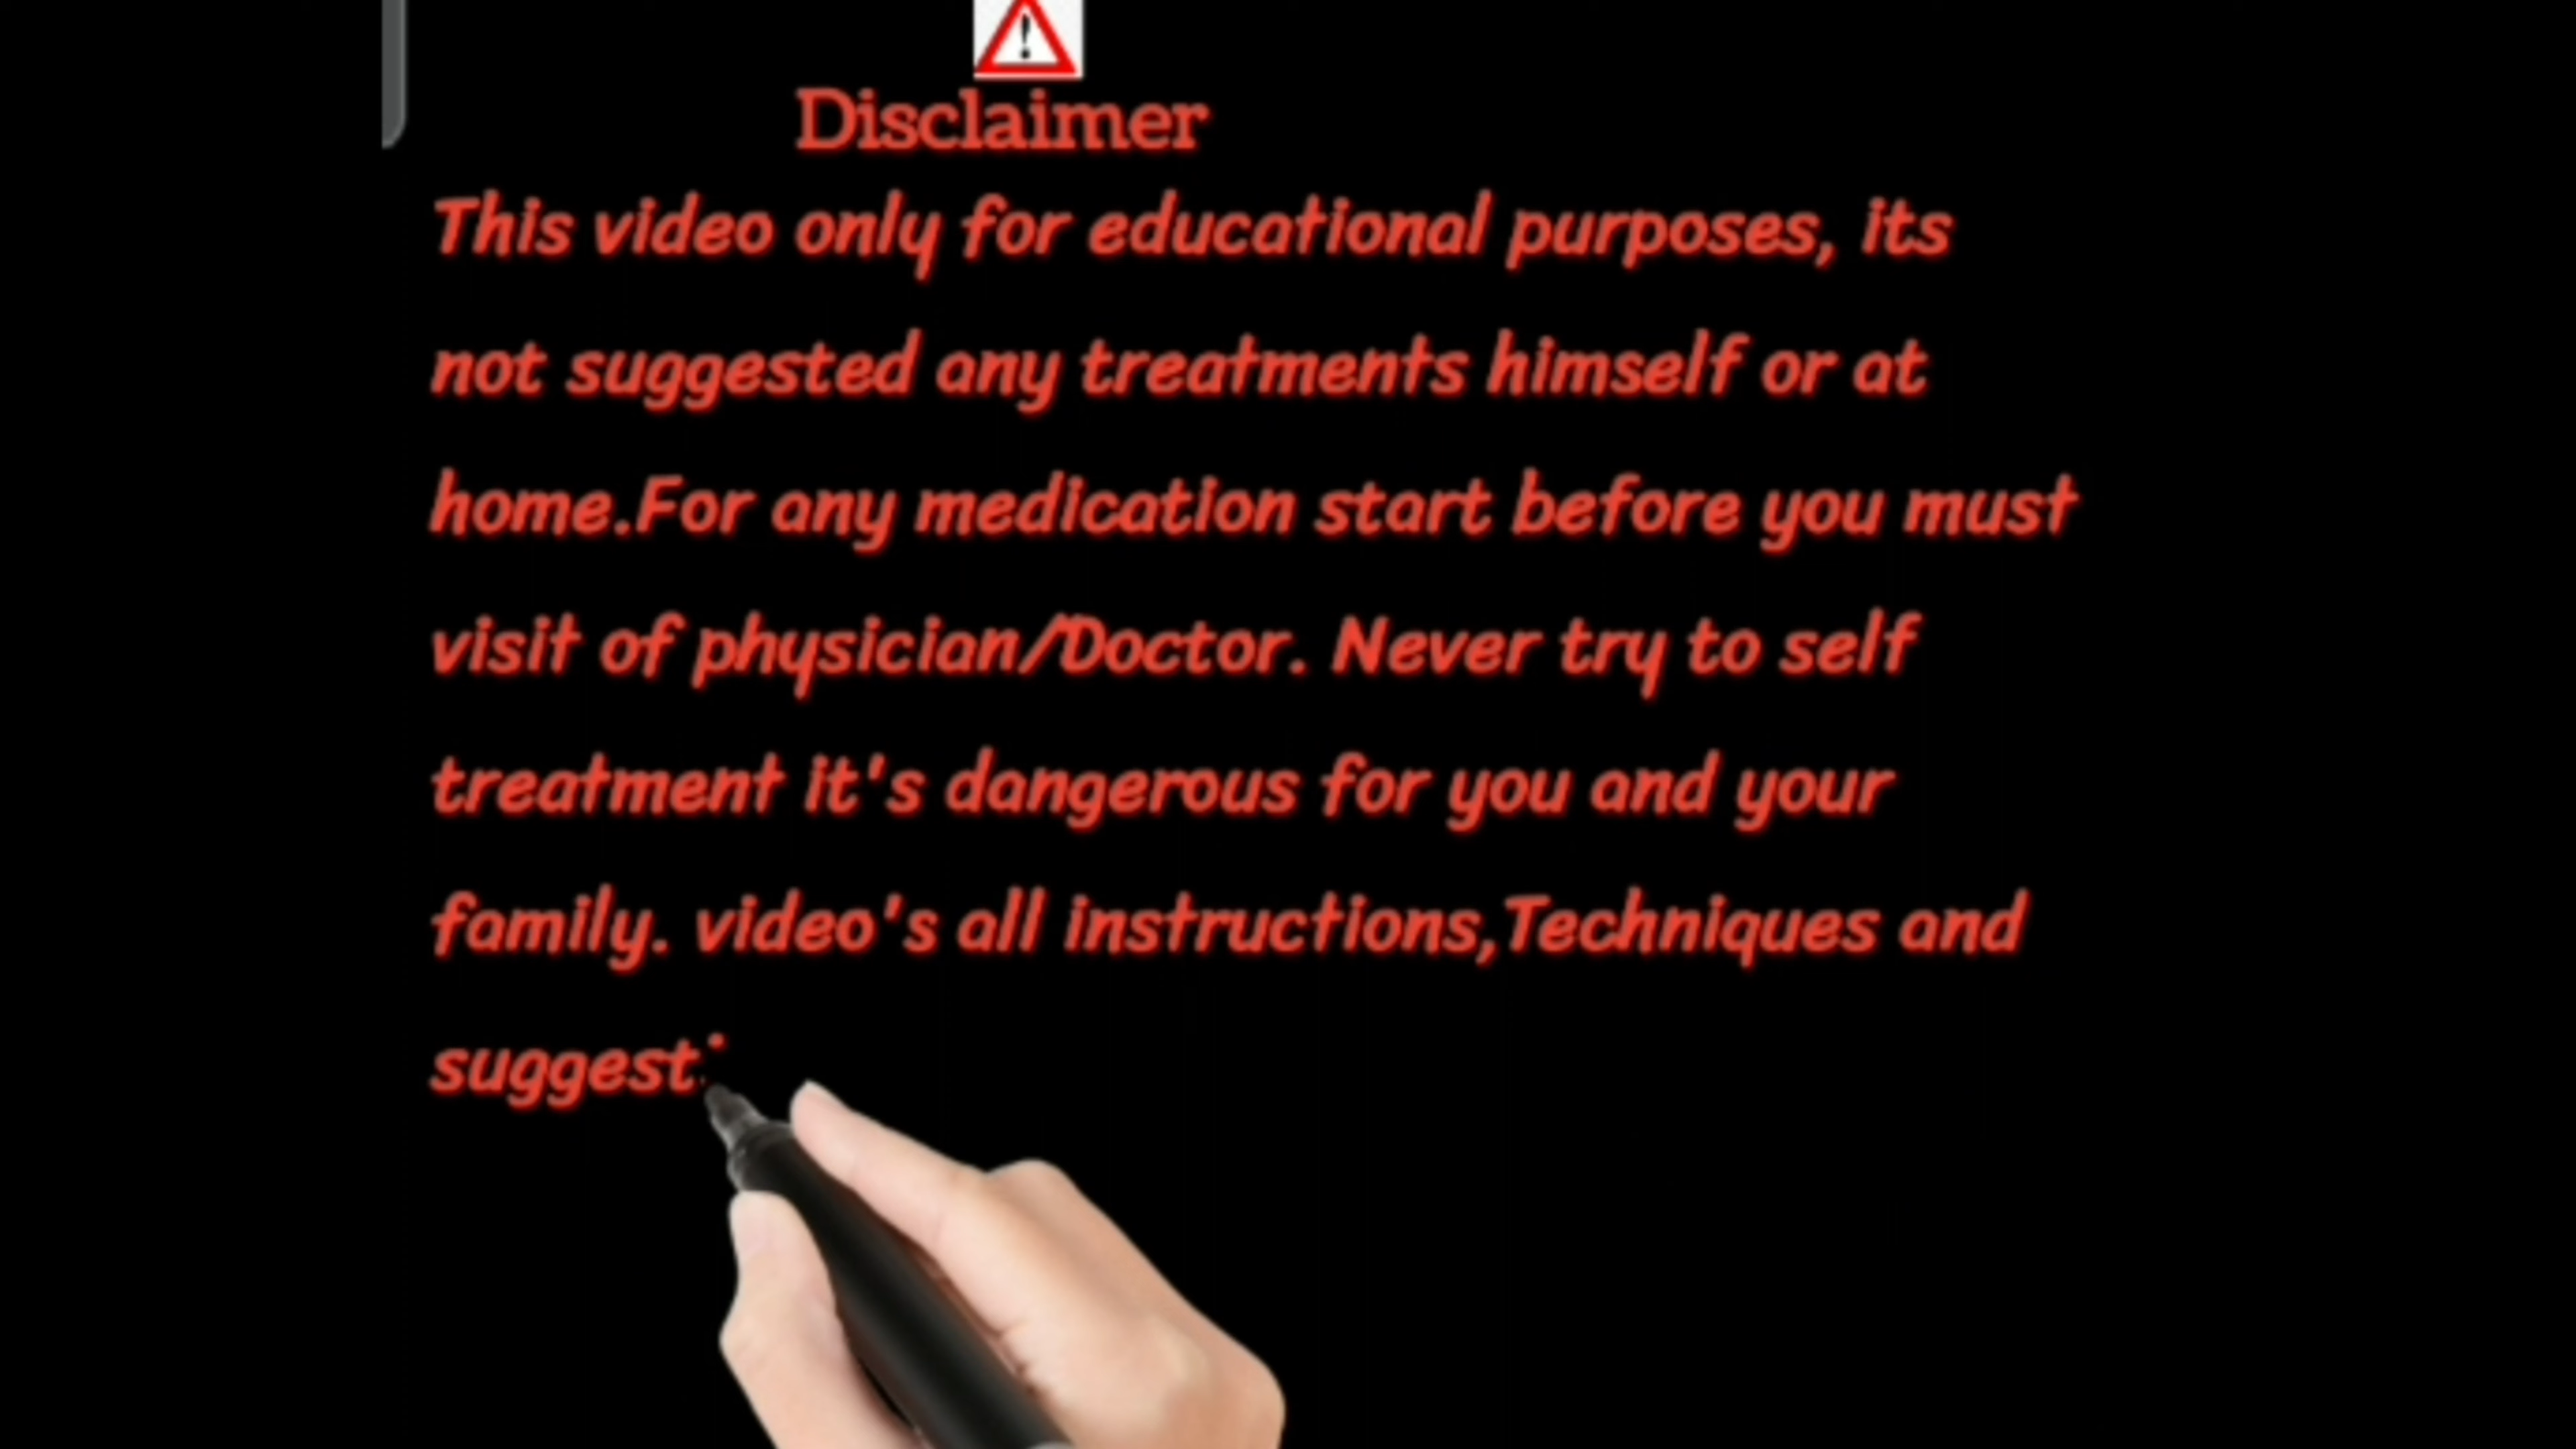 Disclaimer
This video only for educational purposes, its
not suggested any treatments himself or at
home.For any medication start before you must
visit of physician/Doctor. Never try to self
treatment it's dangerous for you and your
family. video's all instructions,Techniques and
suggesti